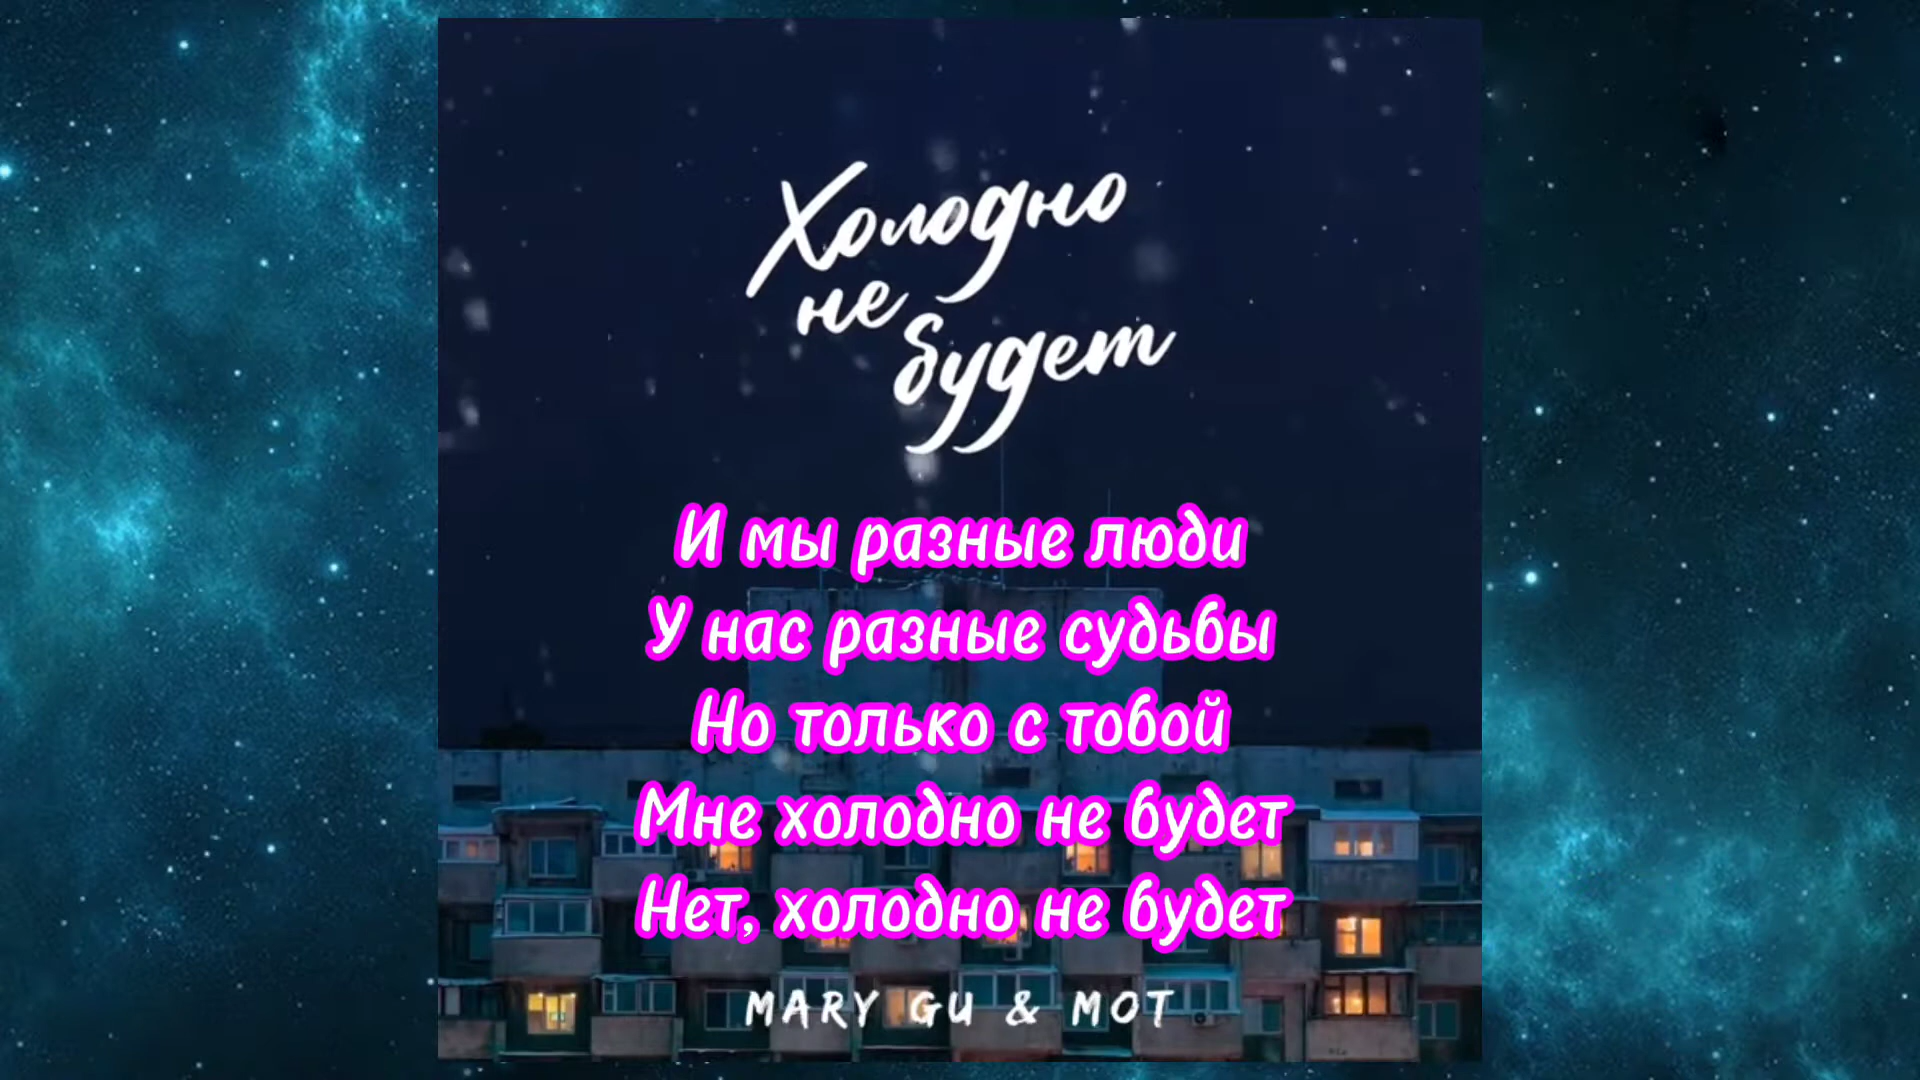 Холодно
не
будет
И мы разные люди
У нас разные судьбы
Но только с тобой
Мне холодно не будет
Нет, холодно не будет
MARY GU & МОТ